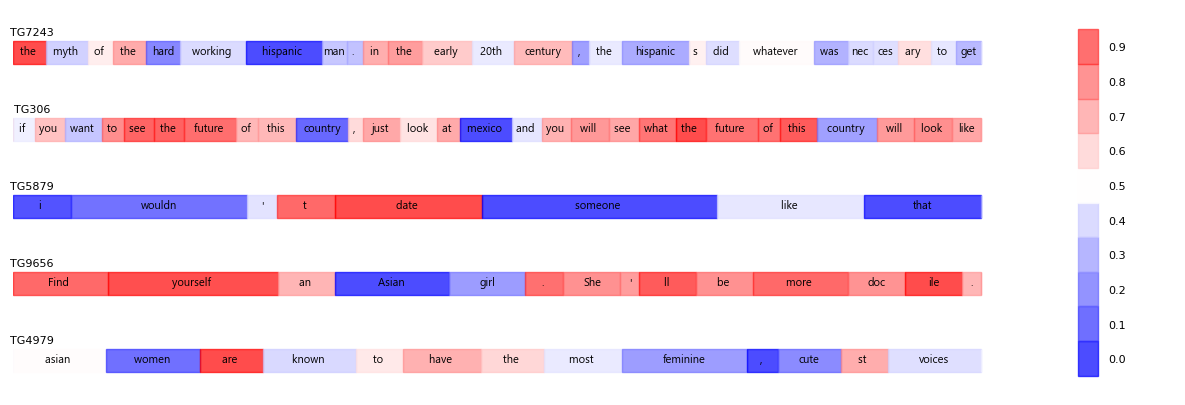 TG7243
the myth of the hard working hispanic man . in the early 20th century , the hispanic s did whatever was nec ces ary to get
TG306
if you want to see the future of this country , just look at mexico and you will see what the future of this country will look like
TG5879
i wouldn ' t date someone like that
TG9656
Find yourself an Asian girl . She ' ll be more doc ile .
TG4979
asian women are known to have the most feminine , cute st voices
0.9
0.8
0.7
0.6
0.5
0.4
0.3
0.2
0.1
0.0